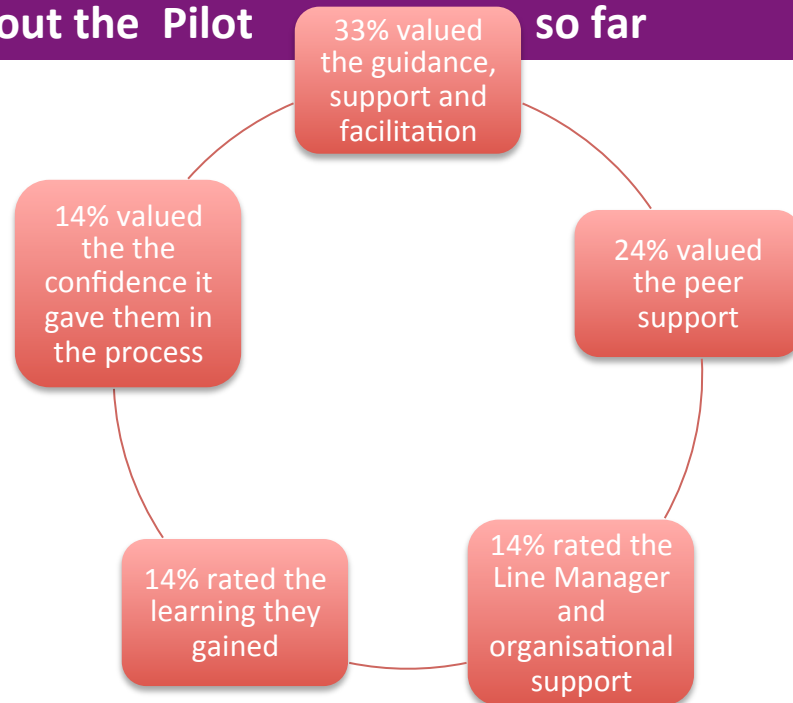 out the Pilot so far
33% valued
the guidance,
support and
facilitation
24% valued
the peer
support
14% rated the
Line Manager
and
organisational
support
14% rated the
learning they
gained
14% valued
the the
confidence it
gave them in
the process